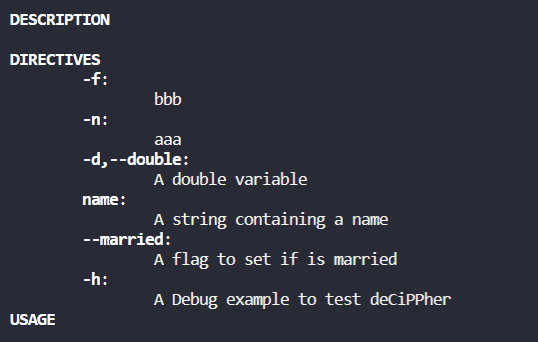 DESCRIPTION
DIRECTIVES
-f:
bbb
-n:
aaa
-d,--double:
A double variable
name:
A string containing a name
--married:
A flag to set if is married
-h:
A Debug example to test deCiPPher
USAGE